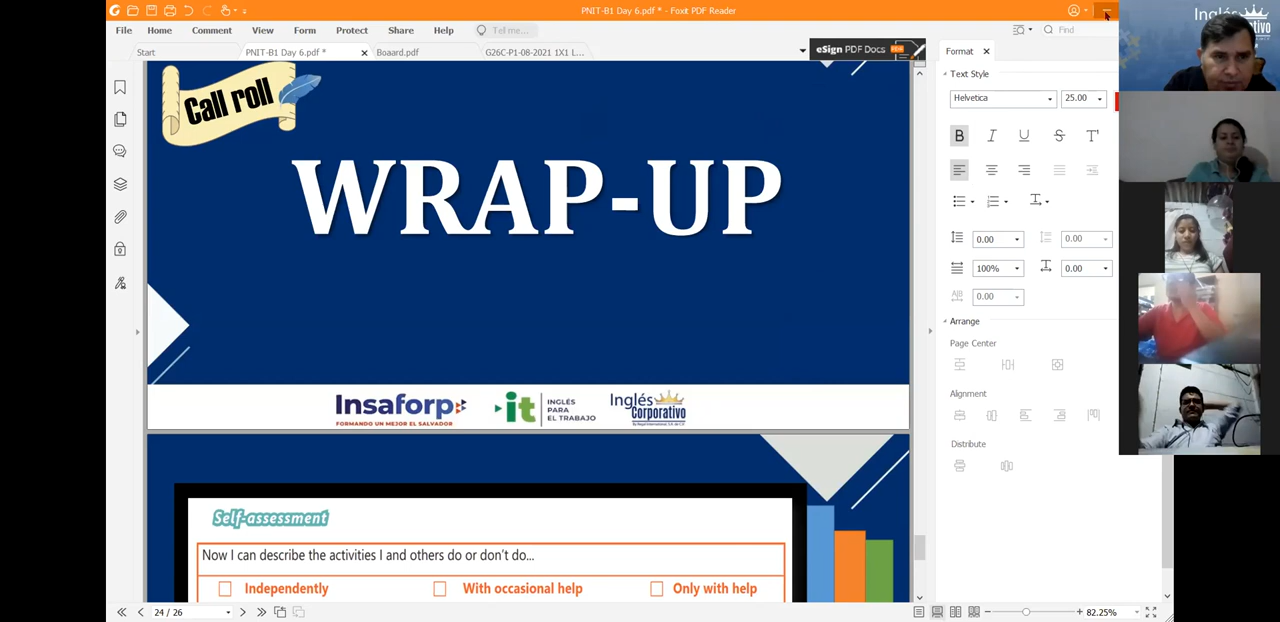 PNIT-B1 Day 6.pdf * - Foxit PDF Reader
File Home Comment View Form Protect Share Help Tell me... Find
Start PNIT-B1 Day 6.pdf * Boaard.pdf G26C-P1-08-2021 1X1 L...
eSign PDF Docs
Call roll
WRAP-UP
Insaforp
FORMANDO UN MEJOR EL SALVADOR
it
INGLÉS
PARA
EL TRABAJO
Inglés
Corporativo
Self-assessment
Now I can describe the activities I and others do or don't do...
Independently With occasional help Only with help
24 / 26
82.25%
Format
Text Style
Helvetica 25.00
B I U S T
0.00 0.00
100% 0.00
0.00
Arrange
Page Center
Alignment
Distribute